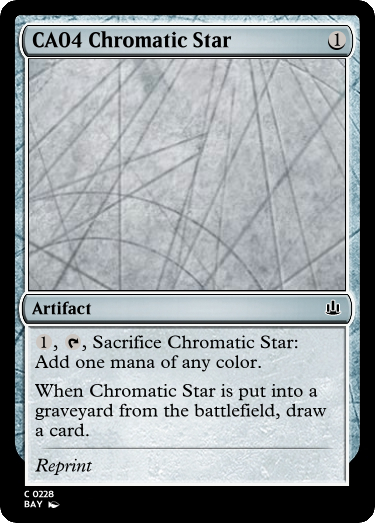 CA04 Chromatic Star 1
Artifact
1, , Sacrifice Chromatic Star:
Add one mana of any color.
When Chromatic Star is put into a
graveyard from the battlefield, draw
a card.
Reprint
C 0228
BAY